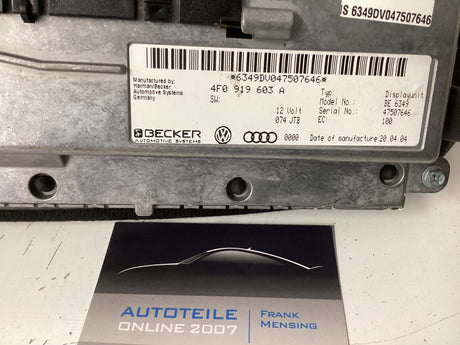 IS 6349DV047507646
*6349DV047507646*
Manufactured by:
Harman/Becker
Automotive Systems
Germany
4F0 919 603 A
SW:
Typ: Displayunit
Model No.: BE 6349
12 Volt Serial No.: 47507646
074 JTB EC: 100
BECKER
AUTOMOTIVE SYSTEMS
0000 Date of manufacture: 20.04.04
AUTOTEILE
ONLINE 2007
FRANK
MENSING